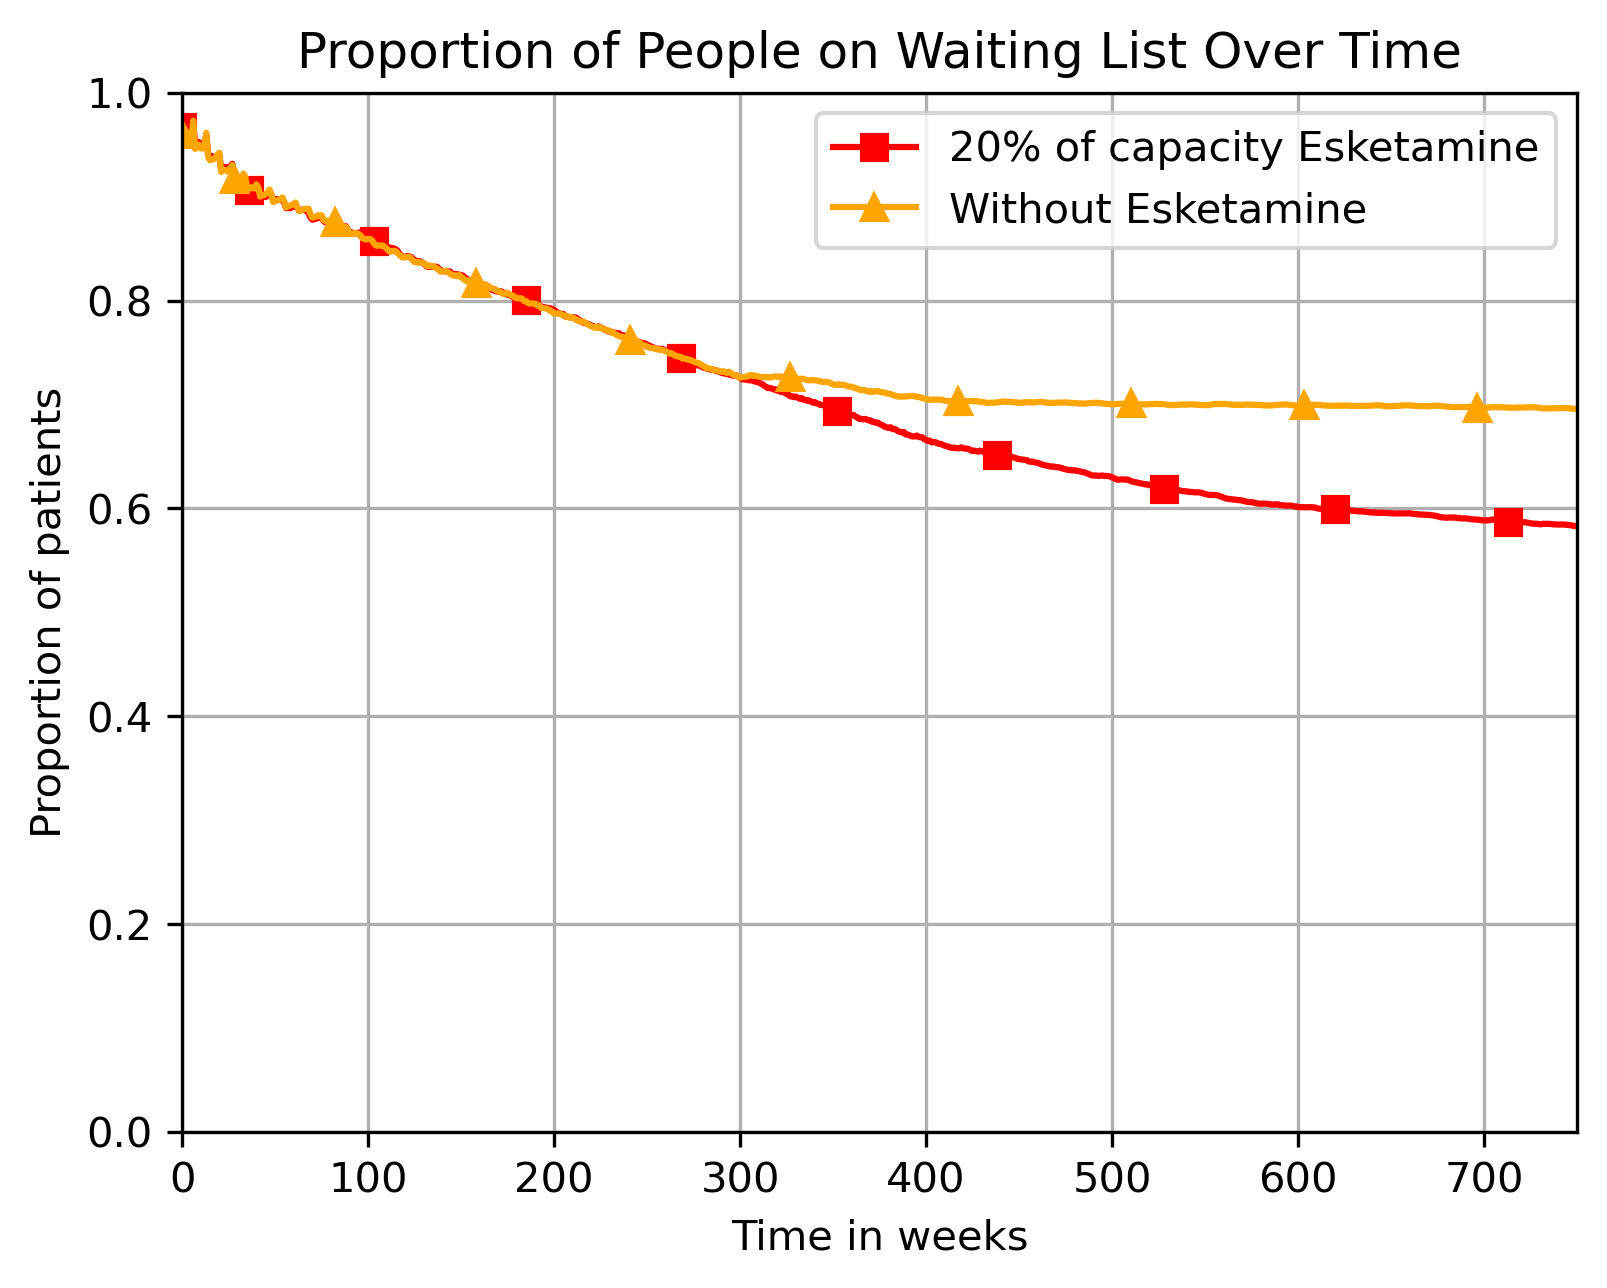 Proportion of People on Waiting List Over Time
1.0
0.8
0.6
0.4
0.2
0.0
Proportion of patients
20% of capacity Esketamine
Without Esketamine
0 100 200 300 400 500 600 700
Time in weeks